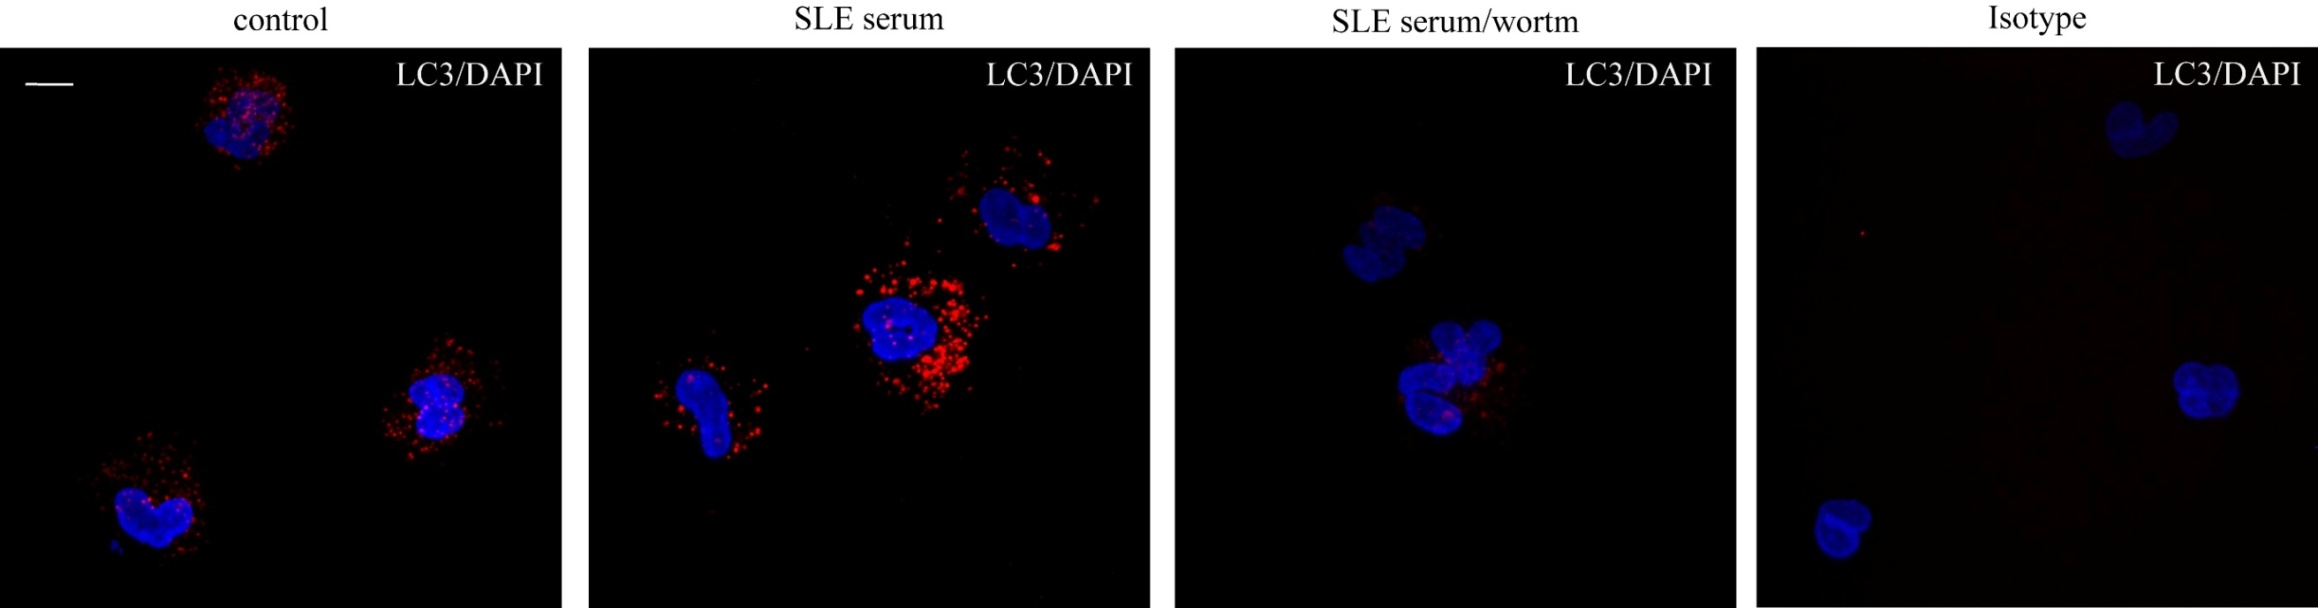 control
SLE serum
SLE serum/wortm
Isotype
LC3/DAPI
LC3/DAPI
LC3/DAPI
LC3/DAPI